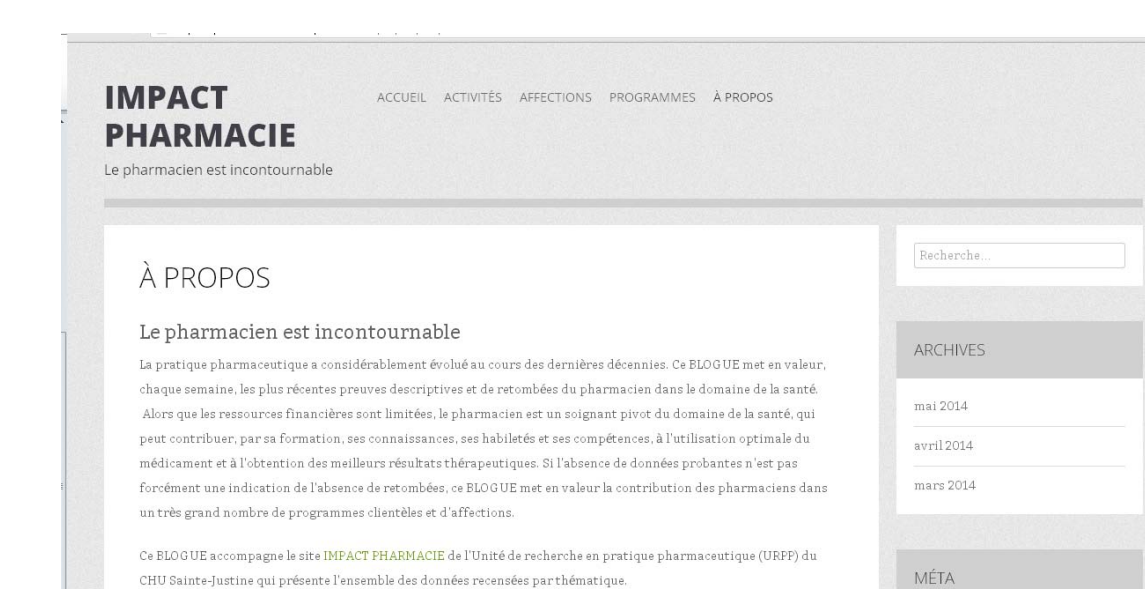 IMPACT
PHARMACIE
Le pharmacien est incontournable
ACCUEIL ACTIVITÉS AFFECTIONS PROGRAMMES À PROPOS
À PROPOS
Le pharmacien est incontournable
La pratique pharmaceutique a considérablement évolué au cours des dernières décennies. Ce BLOGUE met en valeur,
chaque semaine, les plus récentes preuves descriptives et de retombées du pharmacien dans le domaine de la santé.
Alors que les ressources financières sont limitées, le pharmacien est un soignant pivot du domaine de la santé, qui
peut contribuer, par sa formation, ses connaissances, ses habiletés et ses compétences, à l'utilisation optimale du
médicament et à l'obtention des meilleurs résultats thérapeutiques. Si l'absence de données probantes n'est pas
forcément une indication de l'absence de retombées, ce BLOGUE met en valeur la contribution des pharmaciens dans
un très grand nombre de programmes clientèles et d'affections.
Ce BLOGUE accompagne le site IMPACT PHARMACIE de l'Unité de recherche en pratique pharmaceutique (URPP) du
CHU Sainte-Justine qui présente l'ensemble des données recensées par thématique.
Recherche...
ARCHIVES
mai 2014
avril 2014
mars 2014
MÉTA